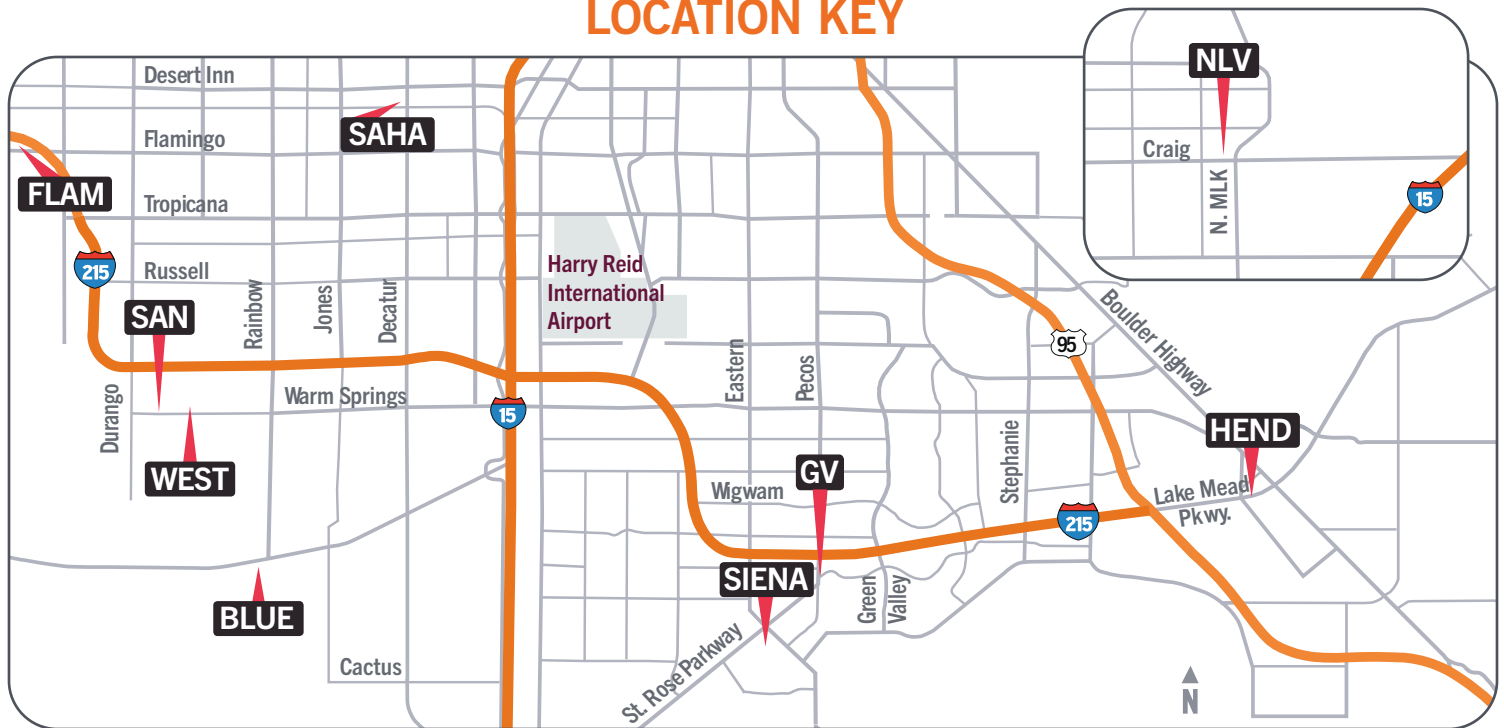 LOCATION KEY
Desert Inn
SAHA
Flamingo
FLAM
Tropicana
215
Russell
SAN
Rainbow
Jones
Decatur
Harry Reid
International
Airport
Durango
Warm Springs
15
WEST
BLUE
Cactus
Eastern
Pecos
Wigwam
GV
SIENA
St. Rose Parkway
Green
Valley
Stephanie
95
Boulder Highway
HEND
Lake Mead
Pkwy.
215
N
NLV
Craig
N. MLK
15